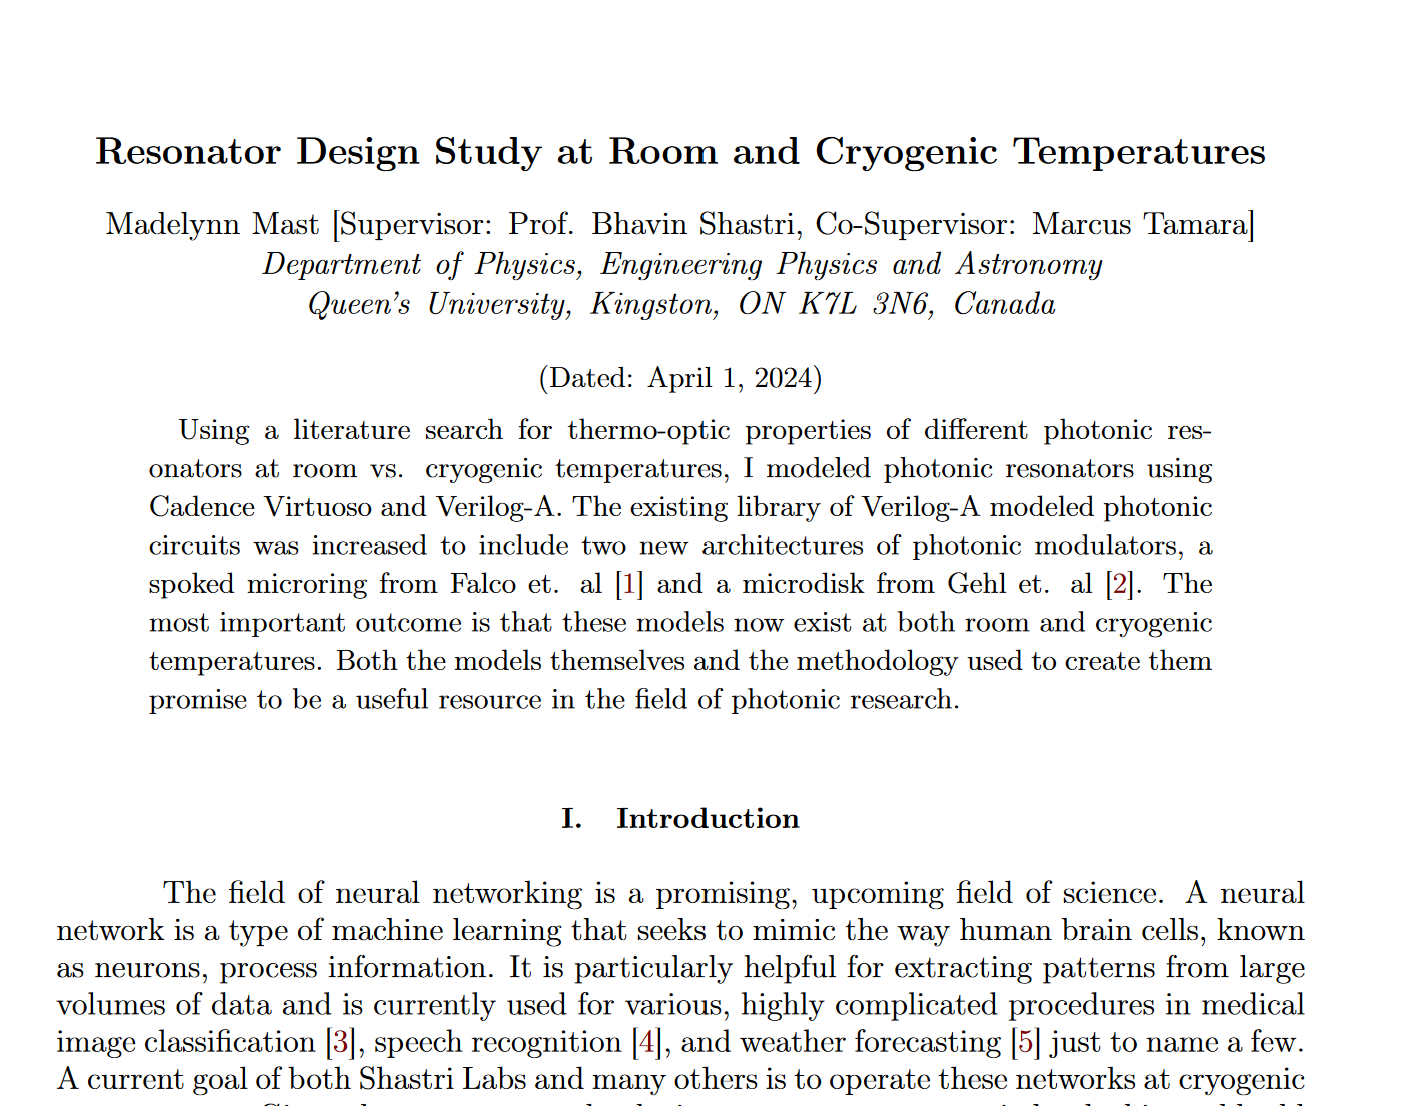 Resonator Design Study at Room and Cryogenic Temperatures
Madelynn Mast [Supervisor: Prof. Bhavin Shastri, Co-Supervisor: Marcus Tamara]
Department of Physics, Engineering Physics and Astronomy
Queen's University, Kingston, ON K7L 3N6, Canada
(Dated: April 1, 2024)
Using a literature search for thermo-optic properties of different photonic res-
onators at room vs. cryogenic temperatures, I modeled photonic resonators using
Cadence Virtuoso and Verilog-A. The existing library of Verilog-A modeled photonic
circuits was increased to include two new architectures of photonic modulators, a
spoked microring from Falco et. al [1] and a microdisk from Gehl et. al [2]. The
most important outcome is that these models now exist at both room and cryogenic
temperatures. Both the models themselves and the methodology used to create them
promise to be a useful resource in the field of photonic research.
I. Introduction
The field of neural networking is a promising, upcoming field of science. A neural
network is a type of machine learning that seeks to mimic the way human brain cells, known
as neurons, process information. It is particularly helpful for extracting patterns from large
volumes of data and is currently used for various, highly complicated procedures in medical
image classification [3], speech recognition [4], and weather forecasting [5] just to name a few.
A current goal of both Shastri Labs and many others is to operate these networks at cryogenic